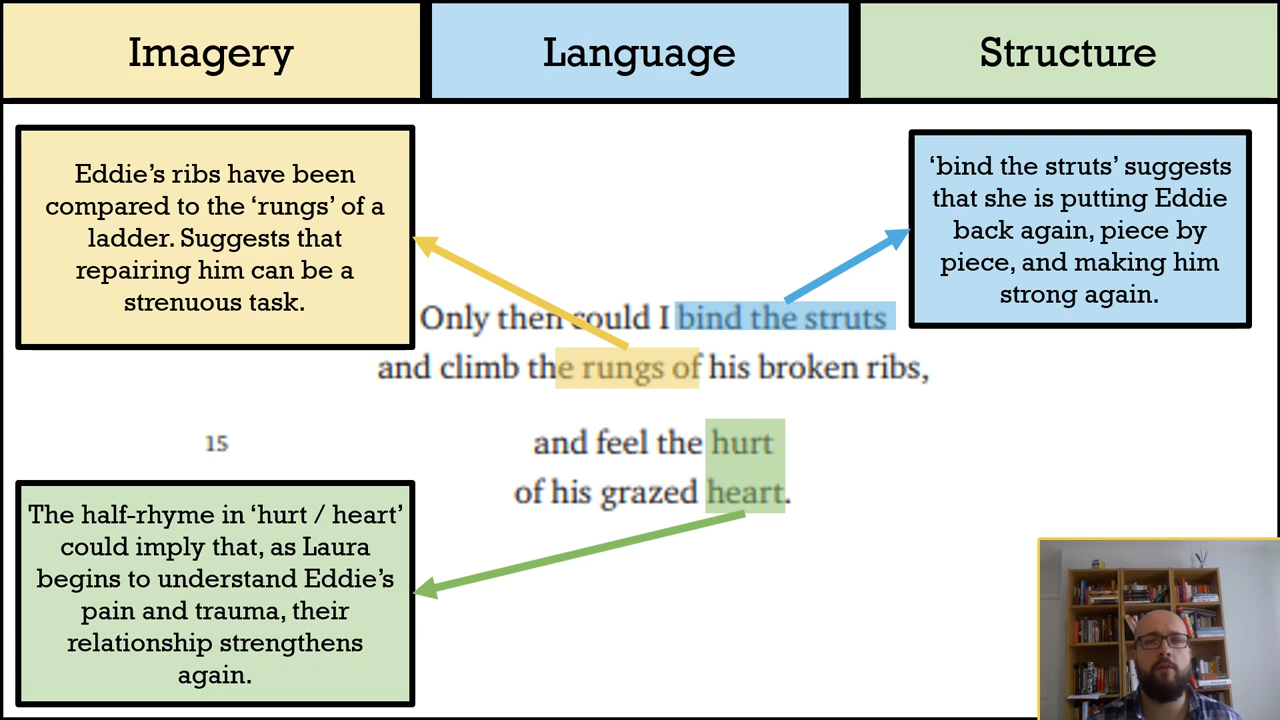 Imagery
Language
Structure
Eddie’s ribs have been
compared to the ‘rungs’ of a
ladder. Suggests that
repairing him can be a
strenuous task.
‘bind the struts’ suggests
that she is putting Eddie
back again, piece by
piece, and making him
strong again.
Only then could I bind the struts
and climb the rungs of his broken ribs,
15
and feel the hurt
of his grazed heart.
The half-rhyme in ‘hurt / heart’
could imply that, as Laura
begins to understand Eddie’s
pain and trauma, their
relationship strengthens
again.